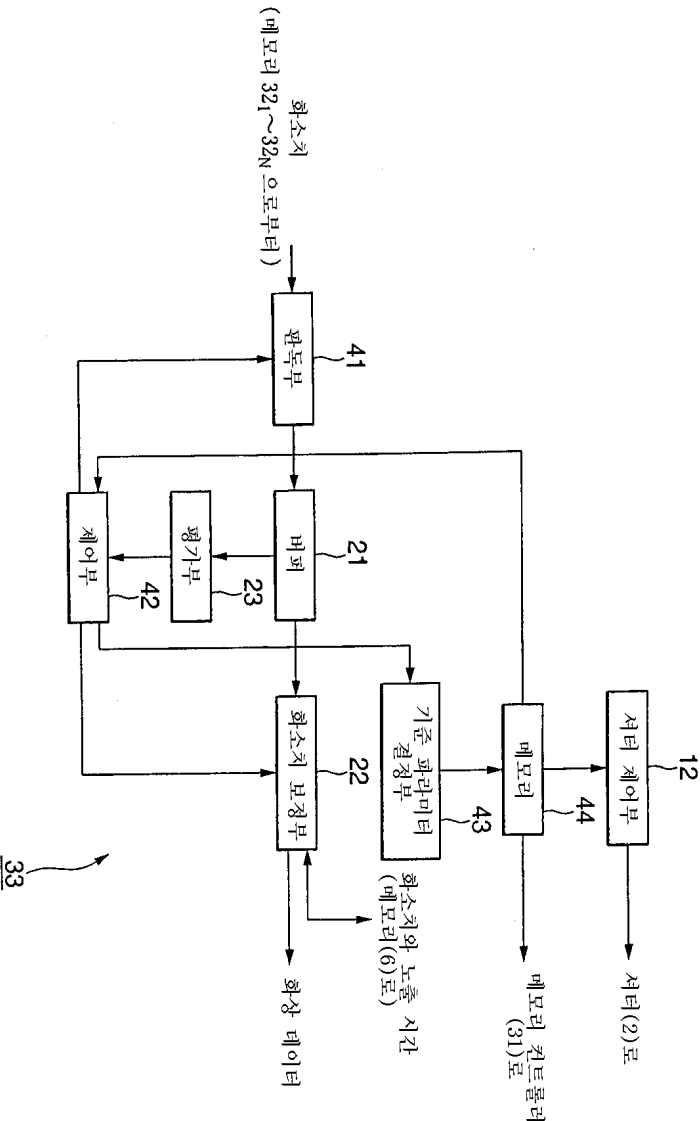 12
셔터 제어부
셔터(2)로
메모리
44
메모리 컨트롤러
(31)로
기준 파라미터
결정부
43
화소치와 노출 시간
(메모리(6)로)
화소치
(메모리 32₁~32N 으로부터)
41
판독부
21
버퍼
22
화소치 보정부
화상 데이터
평가부
23
제어부
42
33